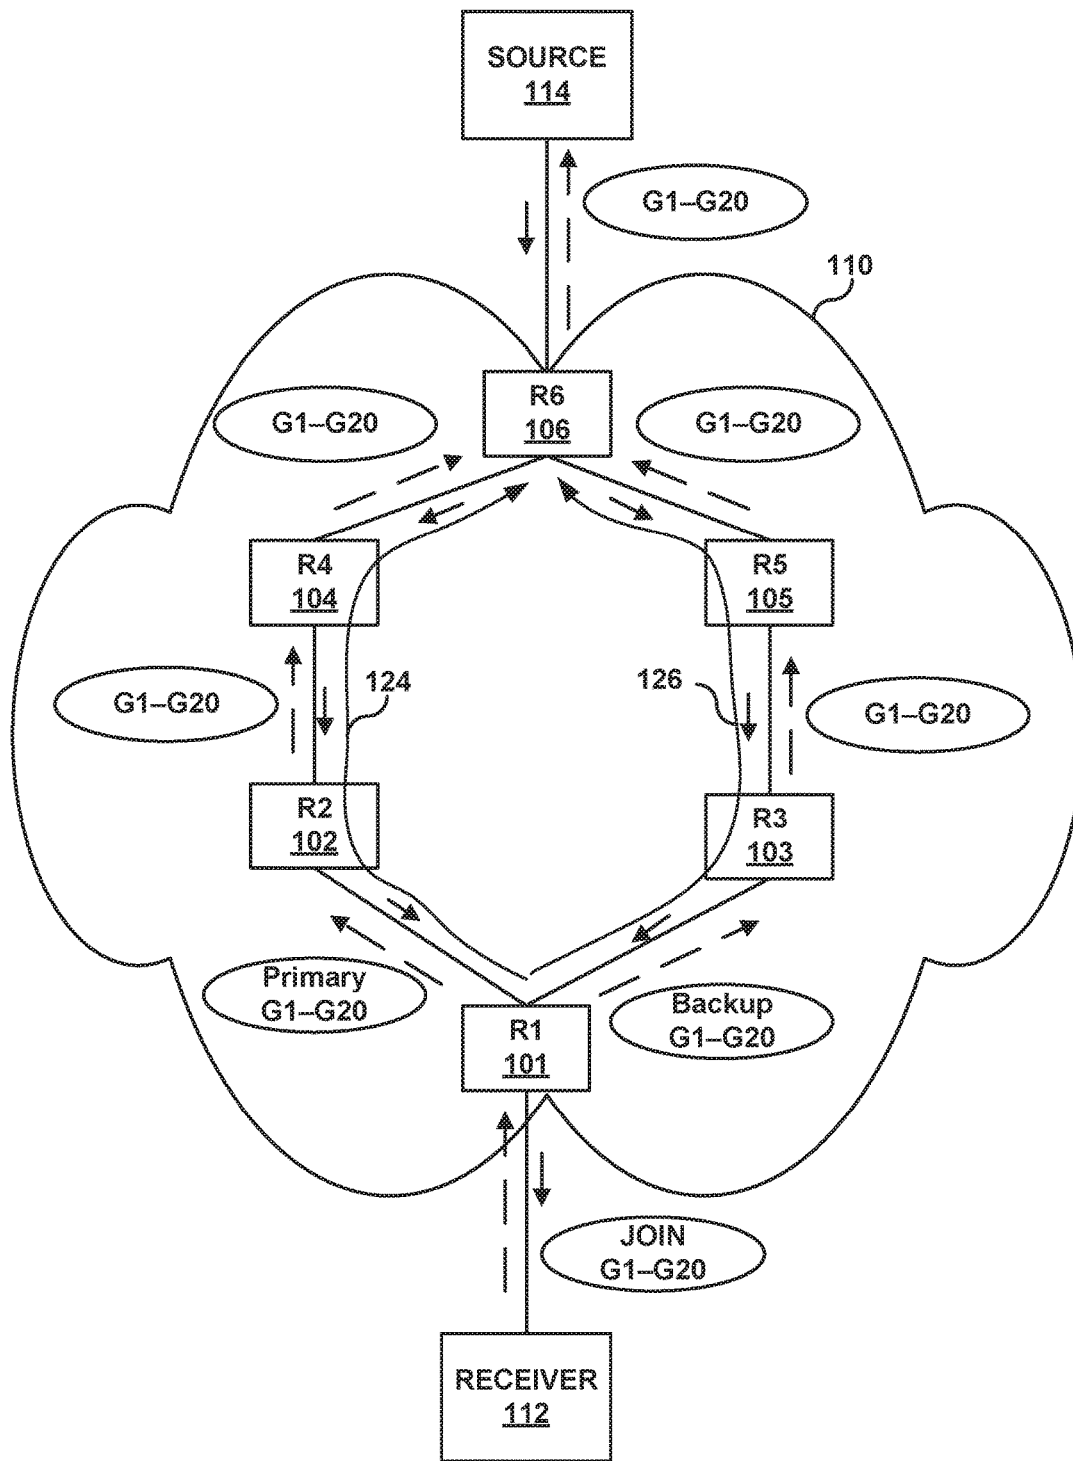 SOURCE
114
G1–G20
110
R6
106
G1–G20
G1–G20
R4
104
R5
105
G1–G20
124
126
G1–G20
R2
102
R3
103
Primary
G1–G20
Backup
G1–G20
R1
101
JOIN
G1–G20
RECEIVER
112